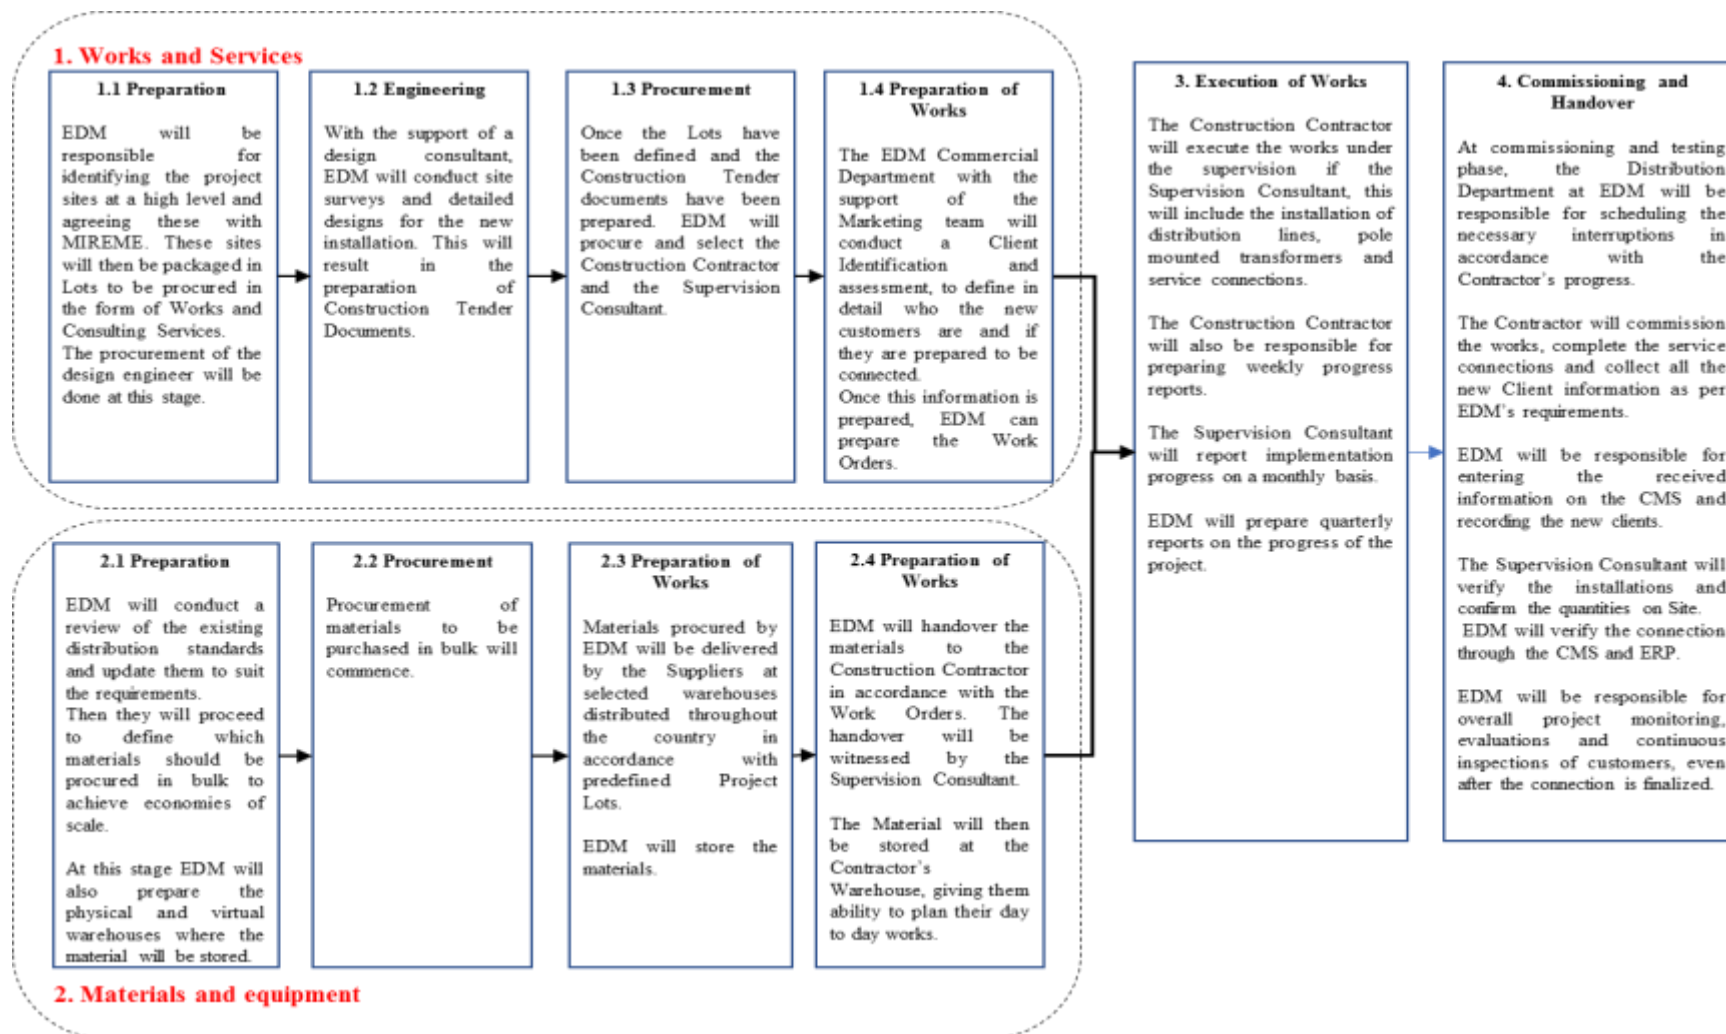 1. Works and Services
1.1 Preparation
EDM will be
responsible for
identifying the project
sites at a high level and
agreeing these with
MIREME. These sites
will then be packaged in
Lots to be procured in
the form of Works and
Consulting Services.
The procurement of the
design engineer will be
done at this stage.
1.2 Engineering
With the support of a
design consultant,
EDM will conduct site
surveys and detailed
designs for the new
installation. This will
result in the
preparation of
Construction Tender
Documents.
1.3 Procurement
Once the Lots have
been defined and the
Construction Tender
documents have been
prepared. EDM will
procure and select the
Construction Contractor
and the Supervision
Consultant.
1.4 Preparation of
Works
The EDM Commercial
Department with the
support of the
Marketing team will
conduct a Client
Identification and
assessment, to define in
detail who the new
customers are and if
they are prepared to be
connected.
Once this information is
prepared, EDM can
prepare the Work
Orders.
2.1 Preparation
EDM will conduct a
review of the existing
distribution standards
and update them to suit
the requirements.
Then they will proceed
to define which
materials should be
procured in bulk to
achieve economies of
scale.
At this stage EDM will
also prepare the
physical and virtual
warehouses where the
material will be stored.
2.2 Procurement
Procurement of
materials to be
purchased in bulk will
commence.
2.3 Preparation of
Works
Materials procured by
EDM will be delivered
by the Suppliers at
selected warehouses
distributed throughout
the country in
accordance with
predefined Project
Lots.
EDM will store the
materials.
2.4 Preparation of
Works
EDM will handover the
materials to the
Construction Contractor
in accordance with the
Work Orders. The
handover will be
witnessed by the
Supervision Consultant.
The Material will then
be stored at the
Contractor's
Warehouse, giving them
ability to plan their day
to day works.
2. Materials and equipment
3. Execution of Works
The Construction Contractor
will execute the works under
the supervision if the
Supervision Consultant, this
will include the installation of
distribution lines, pole
mounted transformers and
service connections.
The Construction Contractor
will also be responsible for
preparing weekly progress
reports.
The Supervision Consultant
will report implementation
progress on a monthly basis.
EDM will prepare quarterly
reports on the progress of the
project.
4. Commissioning and
Handover
At commissioning and testing
phase, the Distribution
Department at EDM will be
responsible for scheduling the
necessary interruptions in
accordance with the
Contractor's progress.
The Contractor will commission
the works, complete the service
connections and collect all the
new Client information as per
EDM's requirements.
EDM will be responsible for
entering the received
information on the CMS and
recording the new clients.
The Supervision Consultant will
verify the installations and
confirm the quantities on Site.
EDM will verify the connection
through the CMS and ERP.
EDM will be responsible for
overall project monitoring,
evaluations and continuous
inspections of customers, even
after the connection is finalized.